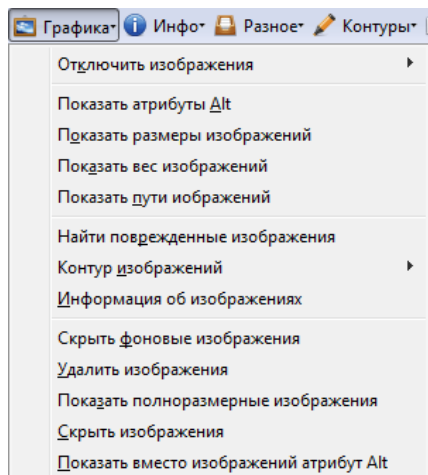 Графика Инфо Разное Контуры
Отключить изображения
Показать атрибуты Alt
Показать размеры изображений
Показать вес изображений
Показать пути иображений
Найти поврежденные изображения
Контур изображений
Информация об изображениях
Скрыть фоновые изображения
Удалить изображения
Показать полноразмерные изображения
Скрыть изображения
Показать вместо изображений атрибут Alt